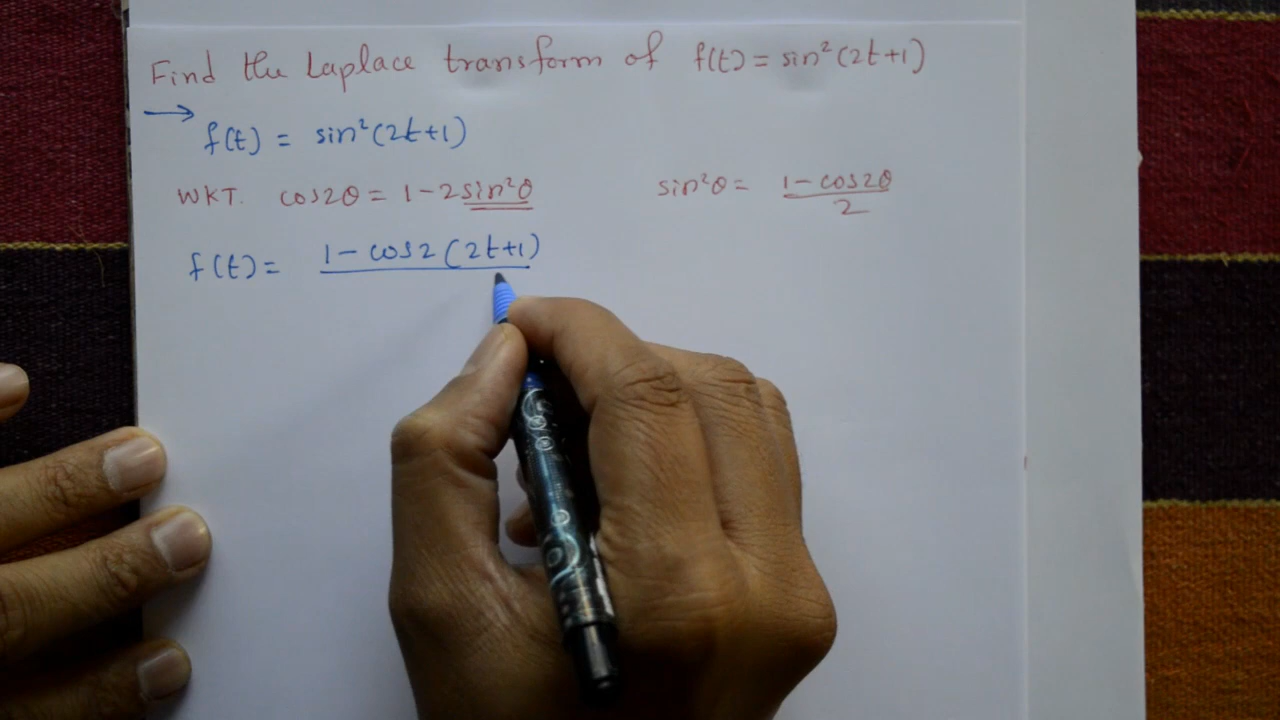 Find the Laplace transform of f(t) = sin²(2t+1)
→ f(t) = sin²(2t+1)
WKT. cos2θ = 1-2sin²θ sin²θ = 1-cos2θ
2
f(t) = 1-cos2(2t+1)